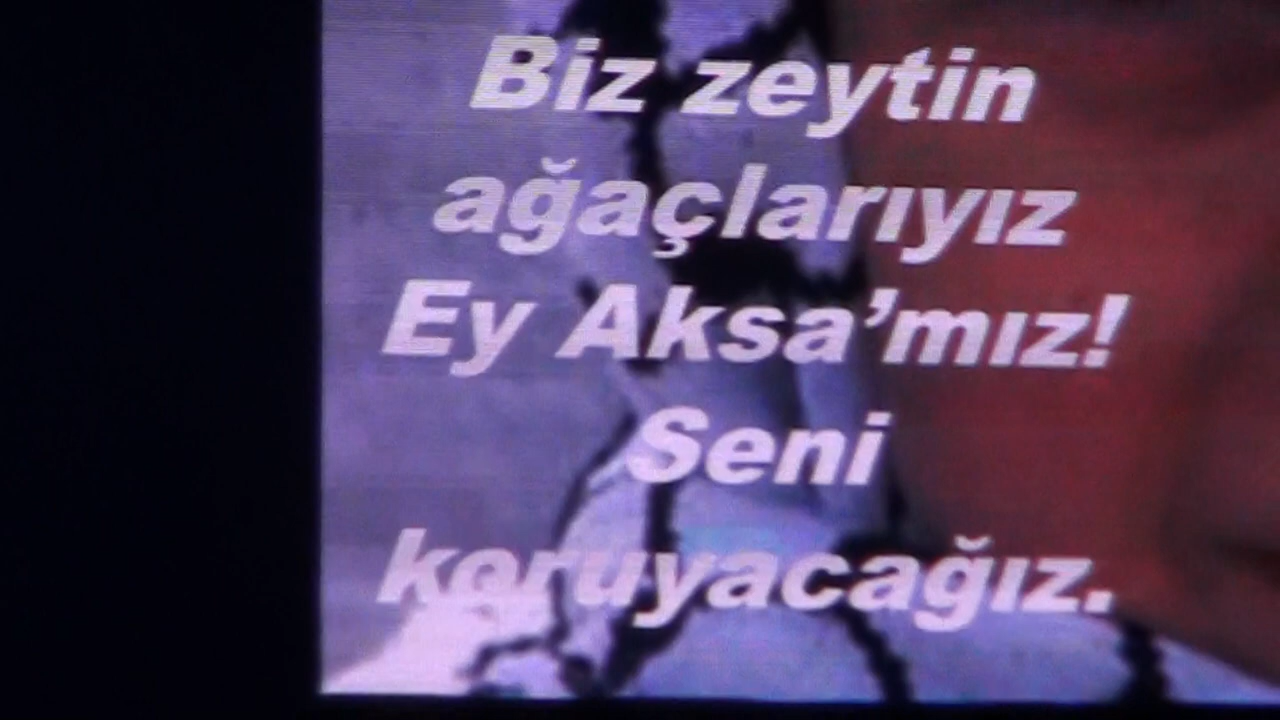 Biz zeytin
ağaçlarıyız
Ey Aksa’mız!
Seni
koruyacağız.